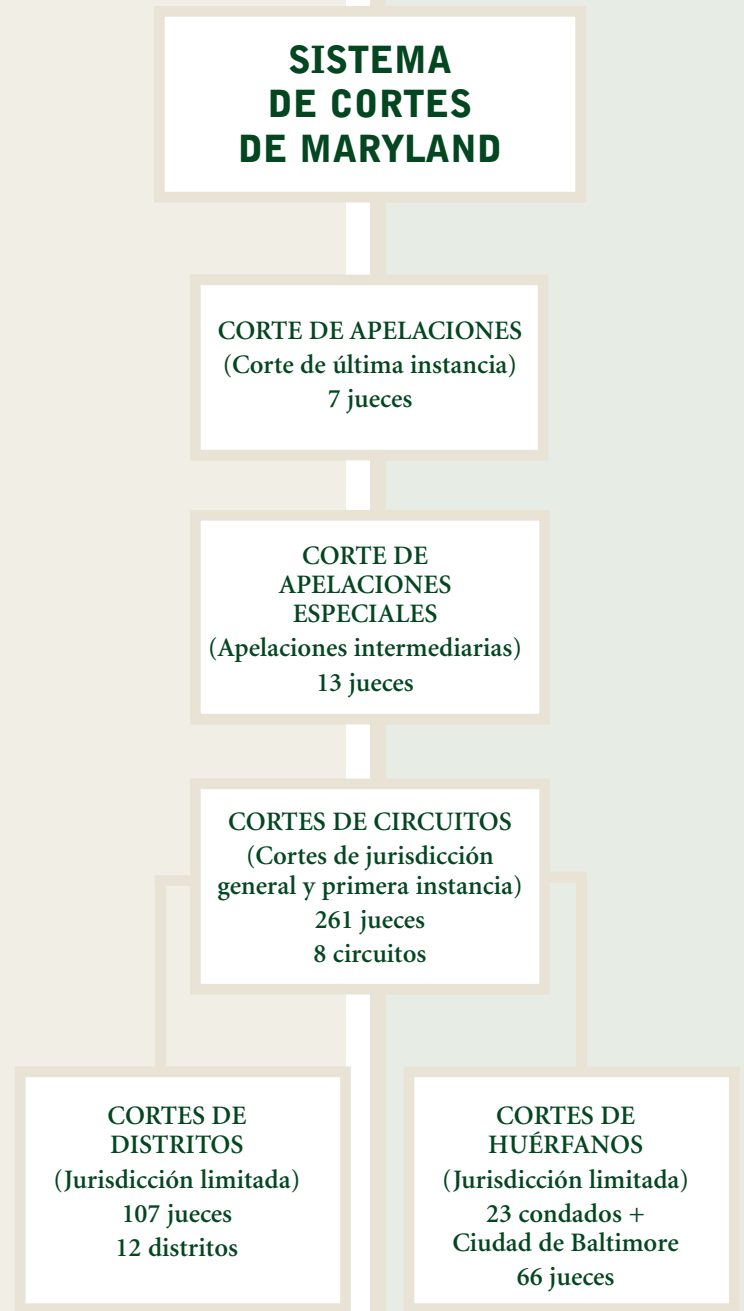 SISTEMA
DE CORTES
DE MARYLAND
CORTE DE APELACIONES
(Corte de última instancia)
7 jueces
CORTE DE
APELACIONES
ESPECIALES
(Apelaciones intermediarias)
13 jueces
CORTES DE CIRCUITOS
(Cortes de jurisdicción
general y primera instancia)
261 jueces
8 circuitos
CORTES DE
DISTRITOS
(Jurisdicción limitada)
107 jueces
12 distritos
CORTES DE
HUÉRFANOS
(Jurisdicción limitada)
23 condados +
Ciudad de Baltimore
66 jueces